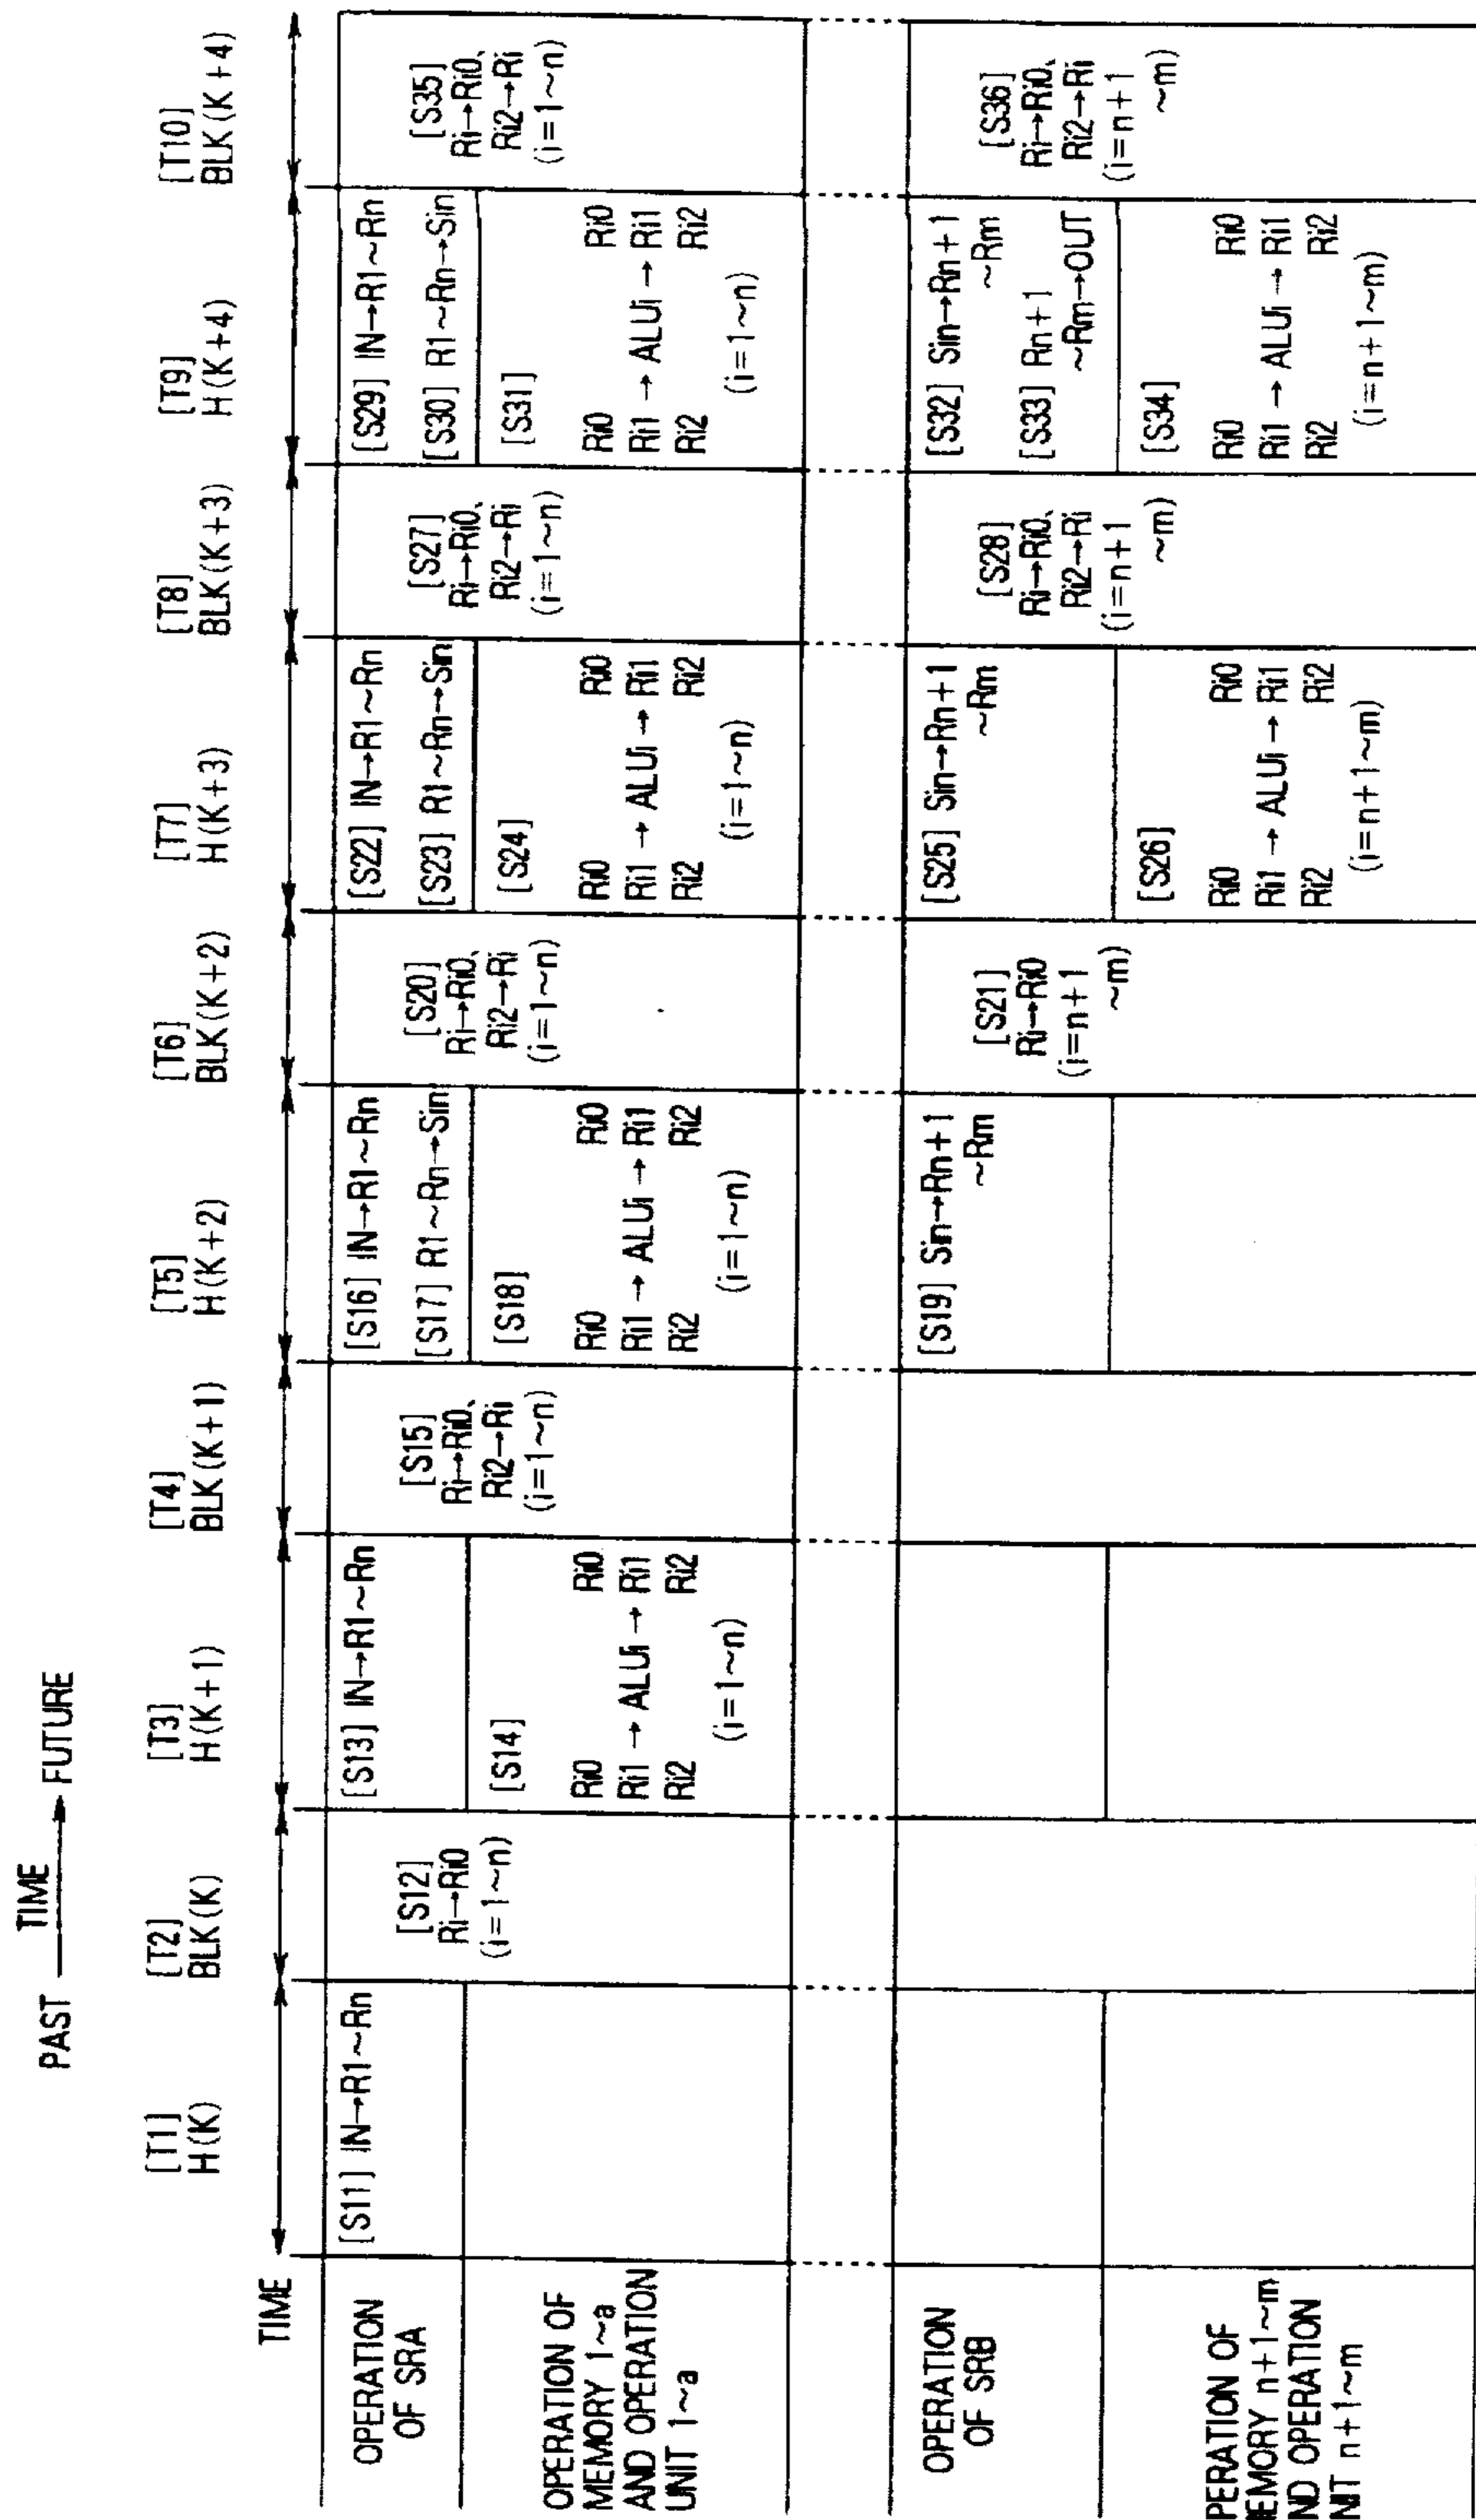 PAST TIME FUTURE
TIME
[T1]
H(K)
[T2]
BLK(K)
[T3]
H(K+1)
[T4]
BLK(K+1)
[T5]
H(K+2)
[T6]
BLK(K+2)
[T7]
H(K+3)
[T8]
BLK(K+3)
[T9]
H(K+4)
[T10]
BLK(K+4)
OPERATION
OF SRA
[S11] IN→R1~Rn
[S12]
Ri→Ri0
(i=1~n)
[S13] IN→R1~Rn
[S15]
Ri→Ri0、
Ri2→Ri
(i=1~n)
[S16] IN→R1~Rn
[S17] R1~Rn→Sin
[S20]
Ri→Ri0、
Ri2→Ri
(i=1~n)
[S22] IN→R1~Rn
[S23] R1~Rn→Sin
[S27]
Ri→Ri0、
Ri2→Ri
(i=1~n)
[S29] IN→R1~Rn
[S30] R1~Rn→Sin
[S35]
Ri→Ri0、
Ri2→Ri
(i=1~n)
OPERATION OF
MEMORY 1~a
AND OPERATION
UNIT 1~a
[S14]
Ri0 Ri0
Ri1 → ALUi → Ri1
Ri2 Ri2
(i=1~n)
[S18]
Ri0 Ri0
Ri1 → ALUi → Ri1
Ri2 Ri2
(i=1~n)
[S24]
Ri0 Ri0
Ri1 → ALUi → Ri1
Ri2 Ri2
(i=1~n)
[S31]
Ri0 Ri0
Ri1 → ALUi → Ri1
Ri2 Ri2
(i=1~n)
OPERATION
OF SRB
[S19] Sin→Rn+1
~Rm
[S21]
Ri→Ri0
(i=n+1
~m)
[S25] Sin→Rn+1
~Rm
[S28]
Ri→Ri0、
Ri2→Ri
(i=n+1
~m)
[S32] Sin→Rn+1
~Rm
[S33] Rn+1
~Rm→OUT
[S36]
Ri→Ri0、
Ri2→Ri
(i=n+1
~m)
PERATION OF
EMORY n+1~m
ND OPERATION
NIT n+1~m
[S26]
Ri0 Ri0
Ri1 → ALUi → Ri1
Ri2 Ri2
(i=n+1~m)
[S34]
Ri0 Ri0
Ri1 → ALUi → Ri1
Ri2 Ri2
(i=n+1~m)